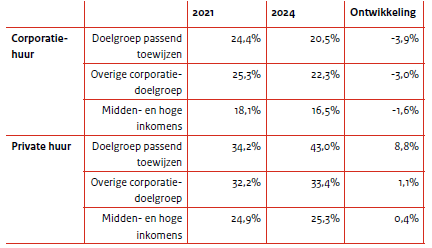 2021 2024 Ontwikkeling
Corporatie- Doelgroep passend 24,4% 20,5% -3,9%
huur toewijzen
Overige corporatie- 25,3% 22,3% -3,0%
doelgroep
Midden- en hoge 18,1% 16,5% -1,6%
inkomens
Private huur Doelgroep passend 34,2% 43,0% 8,8%
toewijzen
Overige corporatie- 32,2% 33,4% 1,1%
doelgroep
Midden- en hoge 24,9% 25,3% 0,4%
inkomens